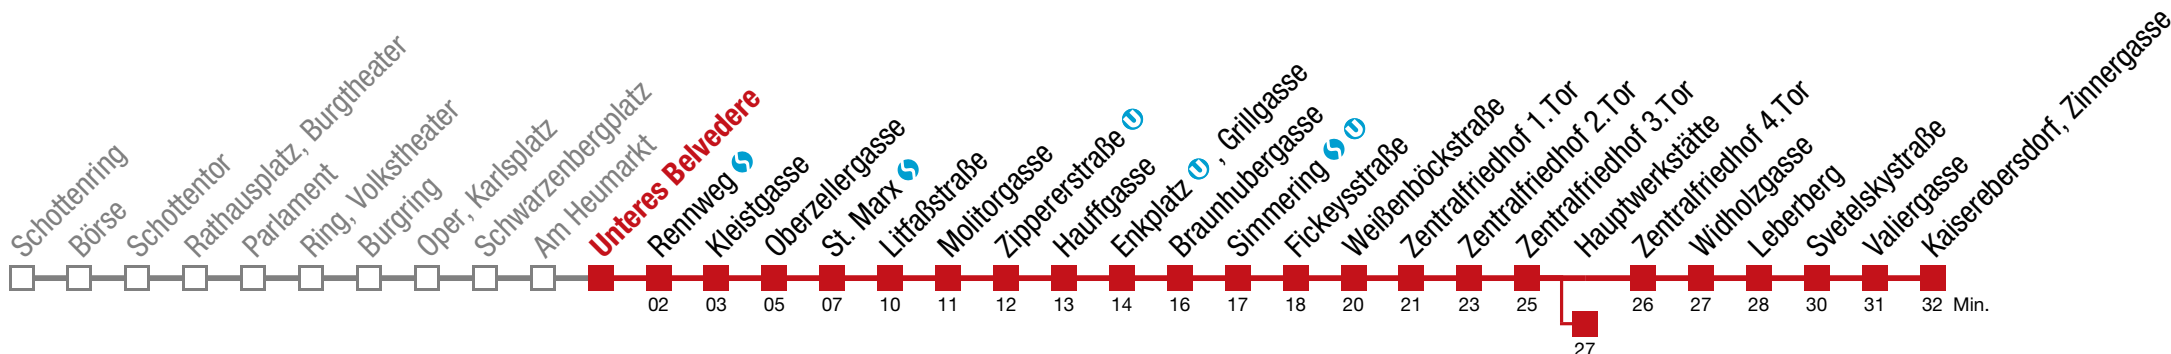 Schottenring
Börse
Schottentor
Rathausplatz, Burgtheater
Parlament
Ring, Volkstheater
Burgring
Oper, Karlsplatz
Schwarzenbergplatz
Am Heumarkt
Unteres Belvedere
Rennweg S
Kleistgasse
Oberzellergasse
St. Marx S
Litfaßstraße
Molitorgasse
Zippererstraße U
Hauffgasse
Enkplatz U , Grillgasse
Braunhubergasse
Simmering S U
Fickeysstraße
Weißenböckstraße
Zentralfriedhof 1.Tor
Zentralfriedhof 2.Tor
Zentralfriedhof 3.Tor
Hauptwerkstätte
Zentralfriedhof 4.Tor
Widholzgasse
Leberberg
Svetelskystraße
Valiergasse
Kaiserebersdorf, Zinnergasse
02 03 05 07 10 11 12 13 14 16 17 18 20 21 23 25 26 27 28 30 31 32 Min.
27